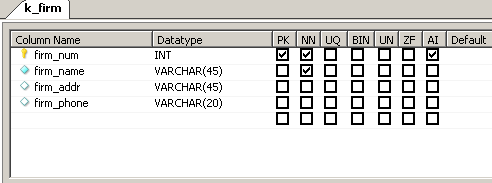 k_firm
Column Name Datatype PK NN UQ BIN UN ZF AI Default
firm_num INT
firm_name VARCHAR(45)
firm_addr VARCHAR(45)
firm_phone VARCHAR(20)